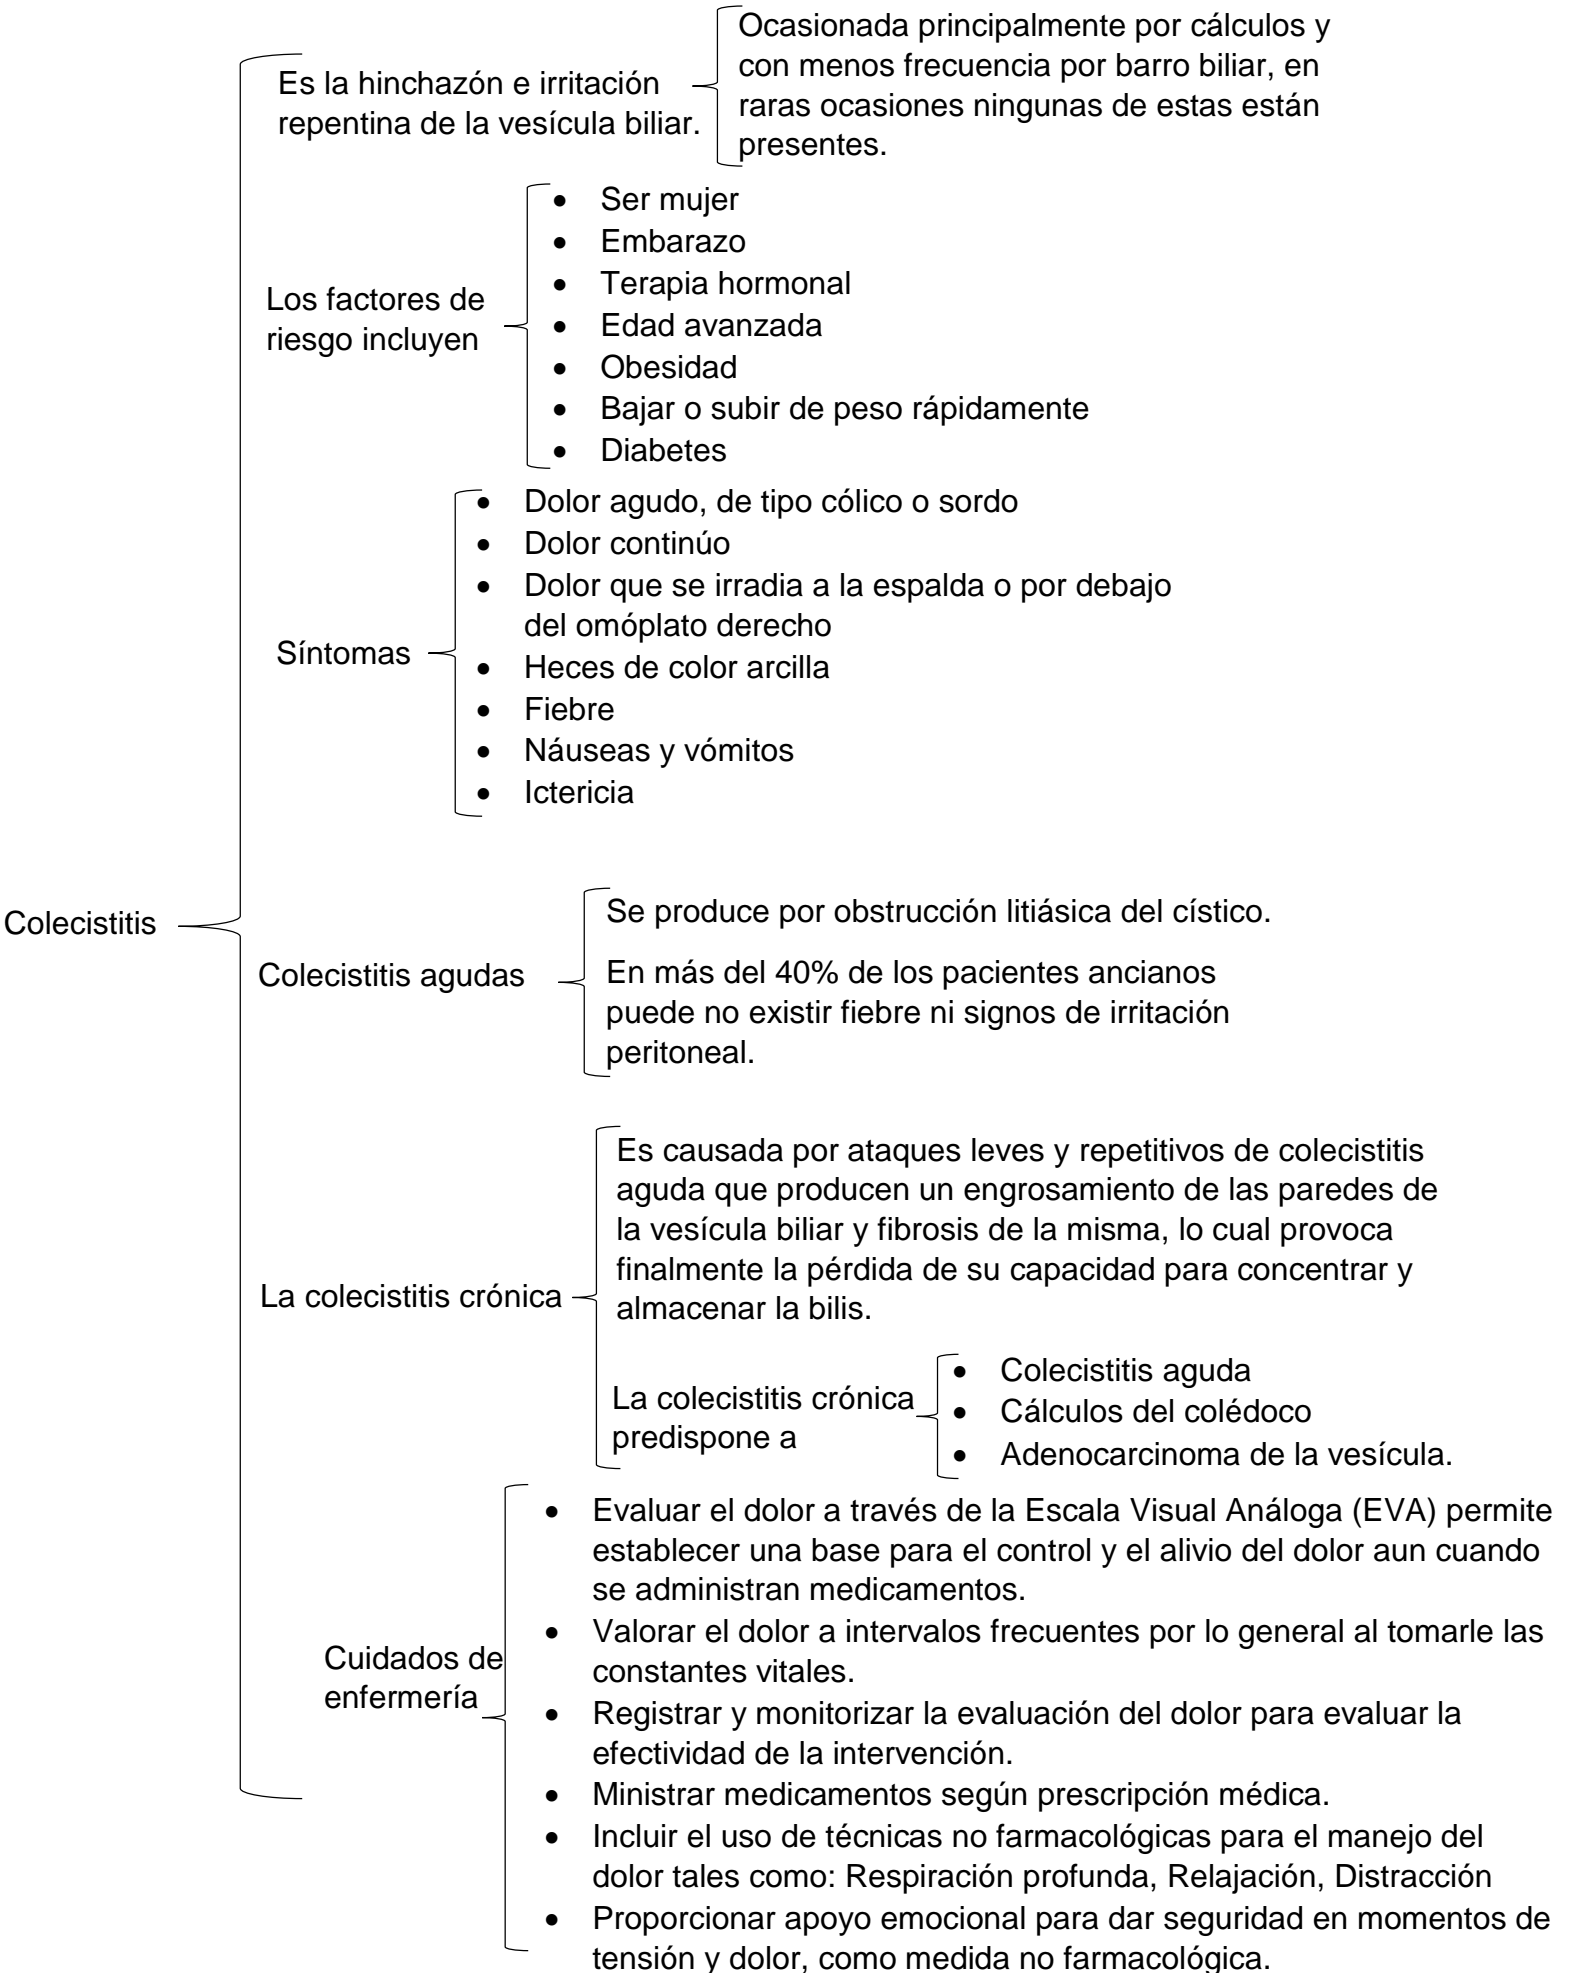 Colecistitis
Es la hinchazón e irritación
repentina de la vesícula biliar.
Ocasionada principalmente por cálculos y
con menos frecuencia por barro biliar, en
raras ocasiones ningunas de estas están
presentes.
Los factores de
riesgo incluyen
• Ser mujer
• Embarazo
• Terapia hormonal
• Edad avanzada
• Obesidad
• Bajar o subir de peso rápidamente
• Diabetes
Síntomas
• Dolor agudo, de tipo cólico o sordo
• Dolor continúo
• Dolor que se irradia a la espalda o por debajo
del omóplato derecho
• Heces de color arcilla
• Fiebre
• Náuseas y vómitos
• Ictericia
Colecistitis agudas
Se produce por obstrucción litiásica del cístico.
En más del 40% de los pacientes ancianos
puede no existir fiebre ni signos de irritación
peritoneal.
La colecistitis crónica
Es causada por ataques leves y repetitivos de colecistitis
aguda que producen un engrosamiento de las paredes de
la vesícula biliar y fibrosis de la misma, lo cual provoca
finalmente la pérdida de su capacidad para concentrar y
almacenar la bilis.
La colecistitis crónica
predispone a
• Colecistitis aguda
• Cálculos del colédoco
• Adenocarcinoma de la vesícula.
Cuidados de
enfermería
• Evaluar el dolor a través de la Escala Visual Análoga (EVA) permite
establecer una base para el control y el alivio del dolor aun cuando
se administran medicamentos.
• Valorar el dolor a intervalos frecuentes por lo general al tomarle las
constantes vitales.
• Registrar y monitorizar la evaluación del dolor para evaluar la
efectividad de la intervención.
• Ministrar medicamentos según prescripción médica.
• Incluir el uso de técnicas no farmacológicas para el manejo del
dolor tales como: Respiración profunda, Relajación, Distracción
• Proporcionar apoyo emocional para dar seguridad en momentos de
tensión y dolor, como medida no farmacológica.